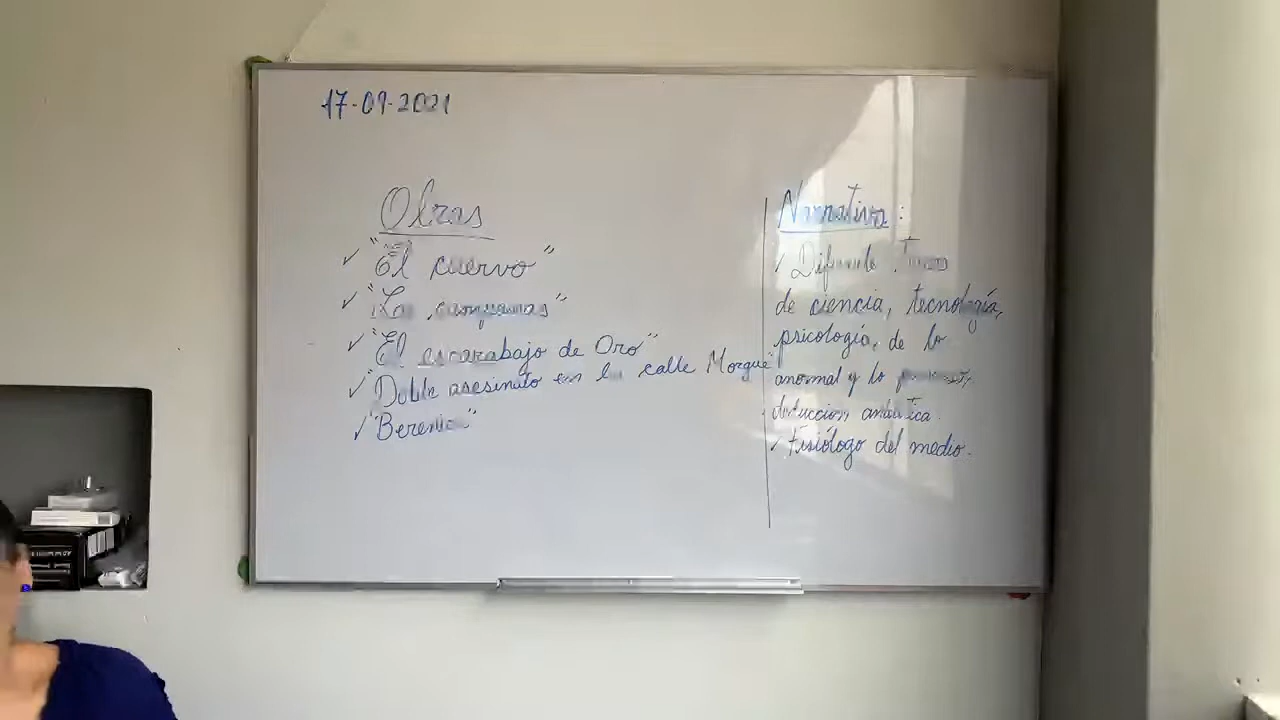 17-09-2021
Obras
✓ "El cuervo"
✓ "Las campanas"
✓ "El escarabajo de Oro"
✓ "Doble asesinato en la calle Morgue"
✓ "Berenice"
Narrativa:
✓ Difunde
de ciencia, tecnología,
psicología, de lo
anormal y lo
deducción analítica.
✓ Fisiólogo del medio.